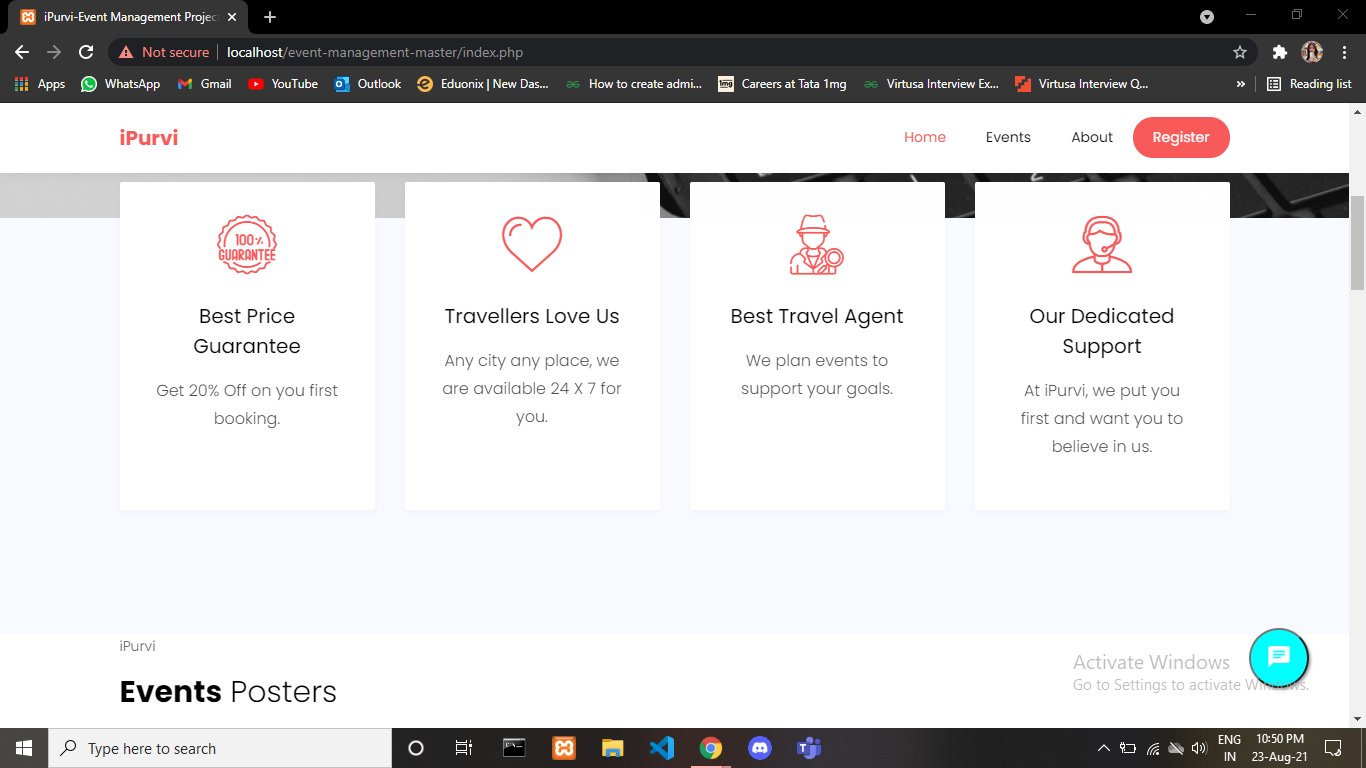 iPurvi-Event Management Projec
Not secure localhost/event-management-master/index.php
Apps WhatsApp Gmail YouTube Outlook Eduonix | New Das... How to create admi... 1mg Careers at Tata 1mg Virtusa Interview Ex... Virtusa Interview Q... » Reading list
iPurvi Home Events About Register
100%
GUARANTEE
Best Price
Guarantee
Get 20% Off on you first
booking.
Travellers Love Us
Any city any place, we
are available 24 X 7 for
you.
Best Travel Agent
We plan events to
support your goals.
Our Dedicated
Support
At iPurvi, we put you
first and want you to
believe in us.
iPurvi
Events Posters
Activate Windows
Go to Settings to activate Windows.
Type here to search
ENG
IN
10:50 PM
23-Aug-21